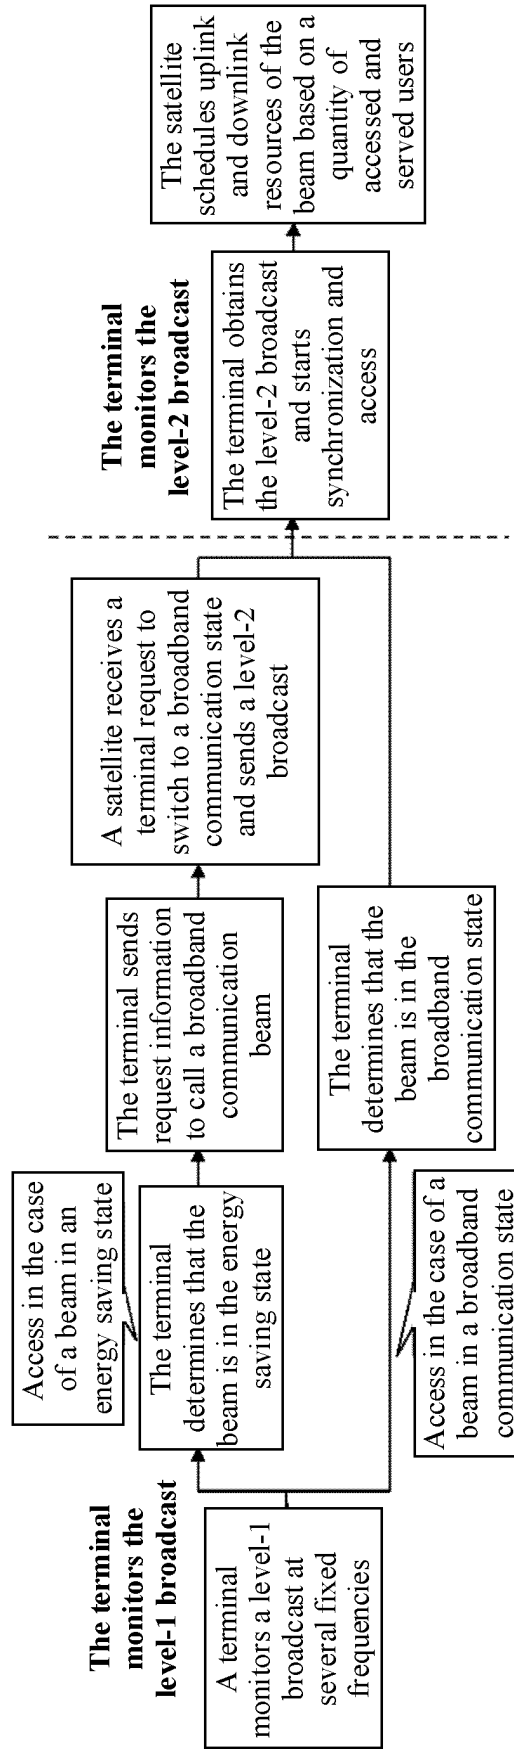 The terminal
monitors the
level-1 broadcast
A terminal
monitors a level-1
broadcast at
several fixed
frequencies
Access in the case
of a beam in an
energy saving state
The terminal
determines that the
beam is in the energy
saving state
The terminal sends
request information
to call a broadband
communication
beam
A satellite receives a
terminal request to
switch to a broadband
communication state
and sends a level-2
broadcast
Access in the case of a
beam in a broadband
communication state
The terminal
determines that the
beam is in the
broadband
communication state
The terminal
monitors the
level-2 broadcast
The terminal obtains
the level-2 broadcast
and starts
synchronization and
access
The satellite
schedules uplink
and downlink
resources of the
beam based on a
quantity of
accessed and
served users